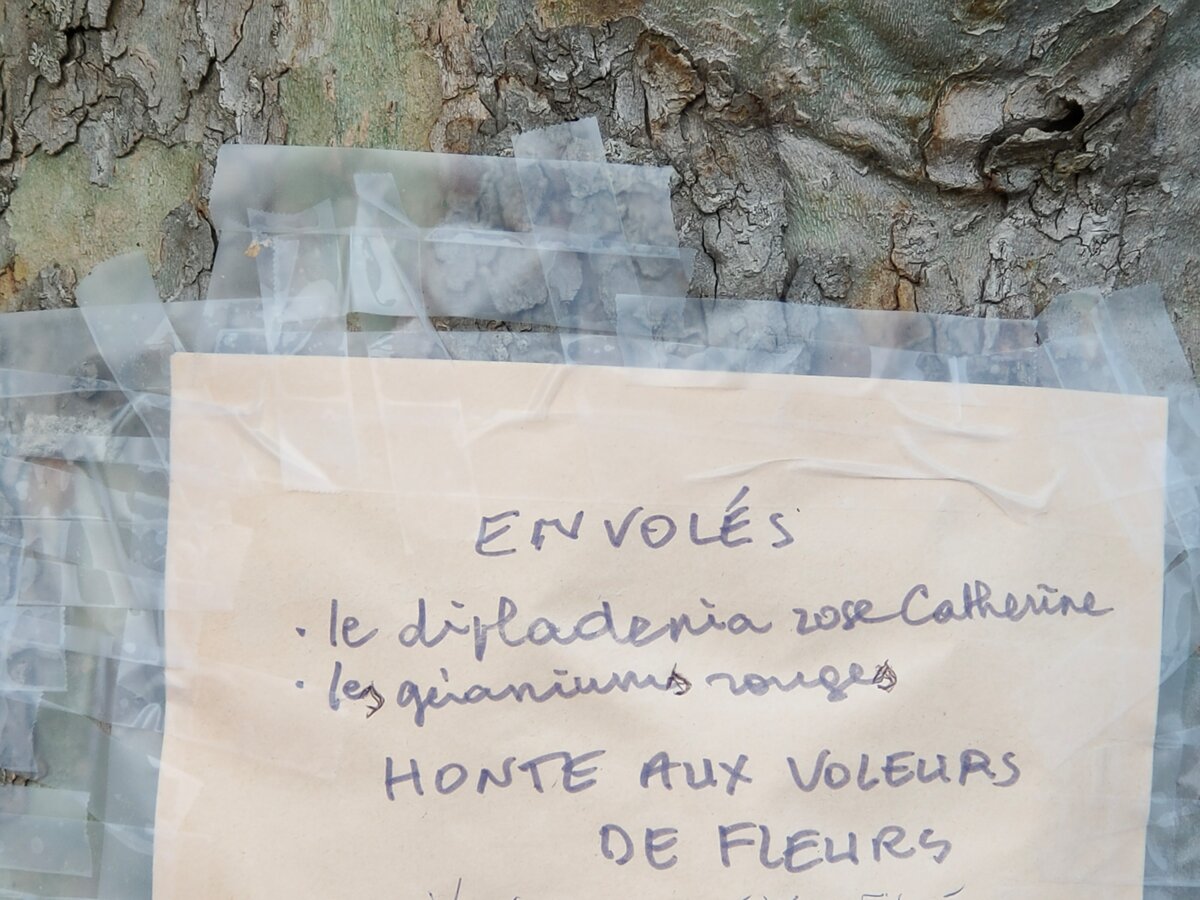 ENVOLÉS
· le dipladenia rose Catherine
· les géraniums rouges
HONTE AUX VOLEURS
DE FLEURS